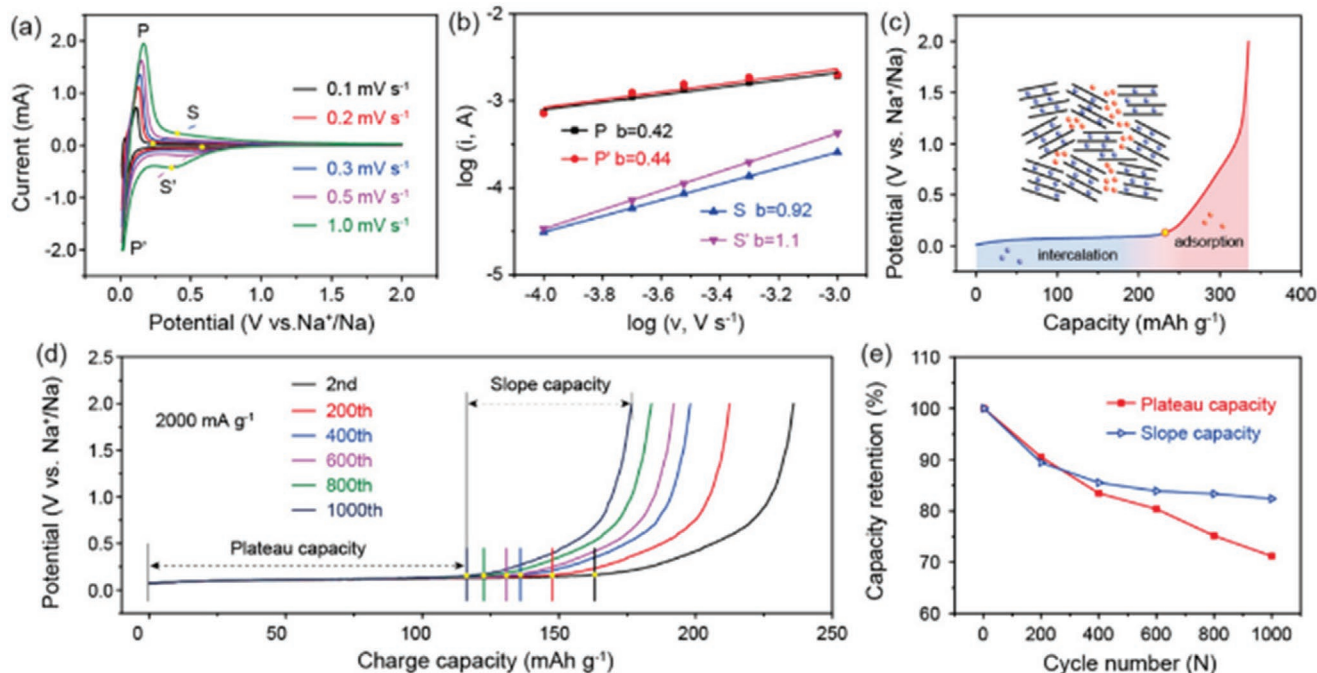 (a)
P
2.0
1.0
0.0
-1.0
-2.0
Current (mA)
0.1 mV s⁻¹
0.2 mV s⁻¹
0.3 mV s⁻¹
0.5 mV s⁻¹
1.0 mV s⁻¹
S
S'
P'
0.0 0.5 1.0 1.5 2.0
Potential (V vs.Na⁺/Na)
(b)
-2
-3
-4
-5
log (i, A)
P b=0.42
P' b=0.44
S b=0.92
S' b=1.1
-4.0 -3.8 -3.6 -3.4 -3.2 -3.0
log (v, V s⁻¹)
(c)
2.0
1.5
1.0
0.5
0.0
Potential (V vs. Na⁺/Na)
intercalation
adsorption
0 100 200 300 400
Capacity (mAh g⁻¹)
(d)
2.5
2.0
1.5
1.0
0.5
0.0
Potential (V vs. Na⁺/Na)
2000 mA g⁻¹
2nd
200th
400th
600th
800th
1000th
Slope capacity
Plateau capacity
0 50 100 150 200 250
Charge capacity (mAh g⁻¹)
(e)
110
100
90
80
70
60
Capacity retention (%)
Plateau capacity
Slope capacity
0 200 400 600 800 1000
Cycle number (N)